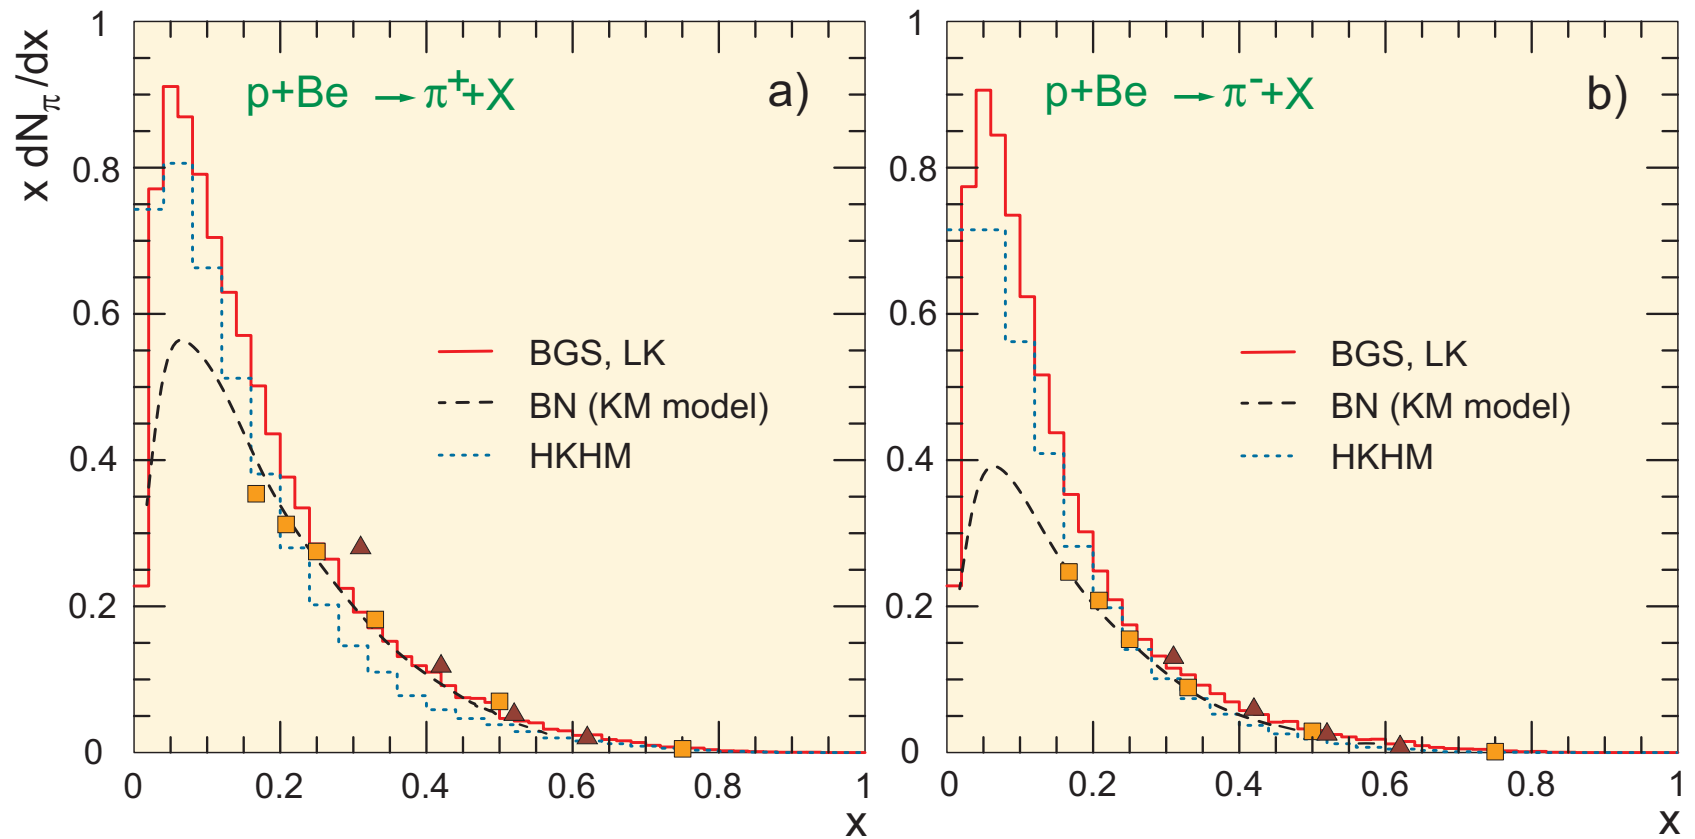 x dN_π/dx
1
0.8
0.6
0.4
0.2
0
p+Be → π⁺+X
a)
BGS, LK
BN (KM model)
HKHM
0 0.2 0.4 0.6 0.8 1
x
1
0.8
0.6
0.4
0.2
0
p+Be → π⁻+X
b)
BGS, LK
BN (KM model)
HKHM
0 0.2 0.4 0.6 0.8 1
x